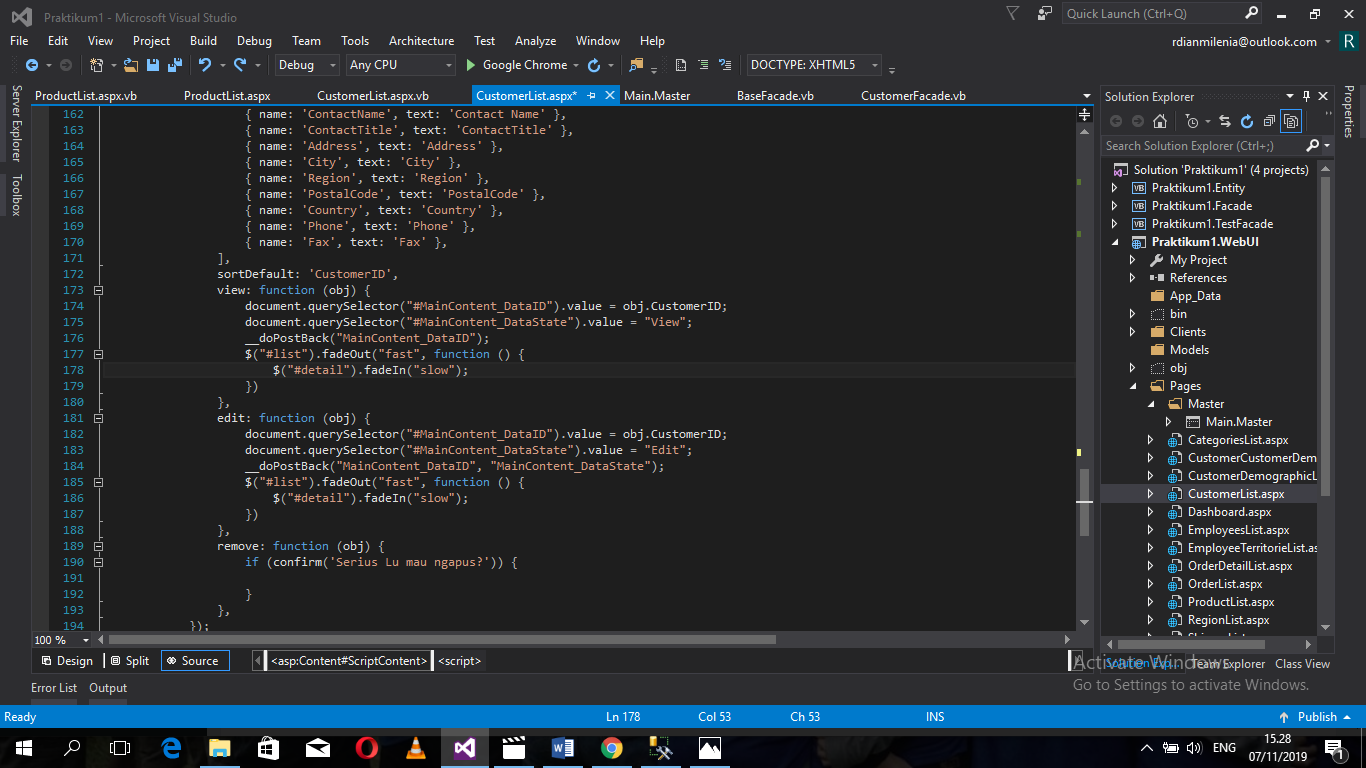 Praktikum1 - Microsoft Visual Studio
Quick Launch (Ctrl+Q)
File Edit View Project Build Debug Team Tools Architecture Test Analyze Window Help
rdianmilenia@outlook.com R
Debug Any CPU Google Chrome DOCTYPE: XHTML5
Server Explorer
Toolbox
ProductList.aspx.vb ProductList.aspx CustomerList.aspx.vb CustomerList.aspx* Main.Master BaseFacade.vb CustomerFacade.vb
162 { name: 'ContactName', text: 'Contact Name' },
163 { name: 'ContactTitle', text: 'ContactTitle' },
164 { name: 'Address', text: 'Address' },
165 { name: 'City', text: 'City' },
166 { name: 'Region', text: 'Region' },
167 { name: 'PostalCode', text: 'PostalCode' },
168 { name: 'Country', text: 'Country' },
169 { name: 'Phone', text: 'Phone' },
170 { name: 'Fax', text: 'Fax' },
171 ],
172 sortDefault: 'CustomerID',
173 view: function (obj) {
174 document.querySelector("#MainContent_DataID").value = obj.CustomerID;
175 document.querySelector("#MainContent_DataState").value = "View";
176 __doPostBack("MainContent_DataID");
177 $("#list").fadeOut("fast", function () {
178 $("#detail").fadeIn("slow");
179 })
180 },
181 edit: function (obj) {
182 document.querySelector("#MainContent_DataID").value = obj.CustomerID;
183 document.querySelector("#MainContent_DataState").value = "Edit";
184 __doPostBack("MainContent_DataID", "MainContent_DataState");
185 $("#list").fadeOut("fast", function () {
186 $("#detail").fadeIn("slow");
187 })
188 },
189 remove: function (obj) {
190 if (confirm('Serius Lu mau ngapus?')) {
191
192 }
193 },
194 });
100 %
Design Split Source <asp:Content#ScriptContent> <script>
Error List Output
Solution Explorer
Search Solution Explorer (Ctrl+;)
Solution 'Praktikum1' (4 projects)
VB Praktikum1.Entity
VB Praktikum1.Facade
VB Praktikum1.TestFacade
Praktikum1.WebUI
My Project
References
App_Data
bin
Clients
Models
obj
Pages
Master
Main.Master
CategoriesList.aspx
CustomerCustomerDem
CustomerDemographicL
CustomerList.aspx
Dashboard.aspx
EmployeesList.aspx
EmployeeTerritorieList.as
OrderDetailList.aspx
OrderList.aspx
ProductList.aspx
RegionList.aspx
Solution Exp... Team Explorer Class View
Properties
Activate Windows
Go to Settings to activate Windows.
Ready Ln 178 Col 53 Ch 53 INS Publish
ENG 15.28
07/11/2019
1